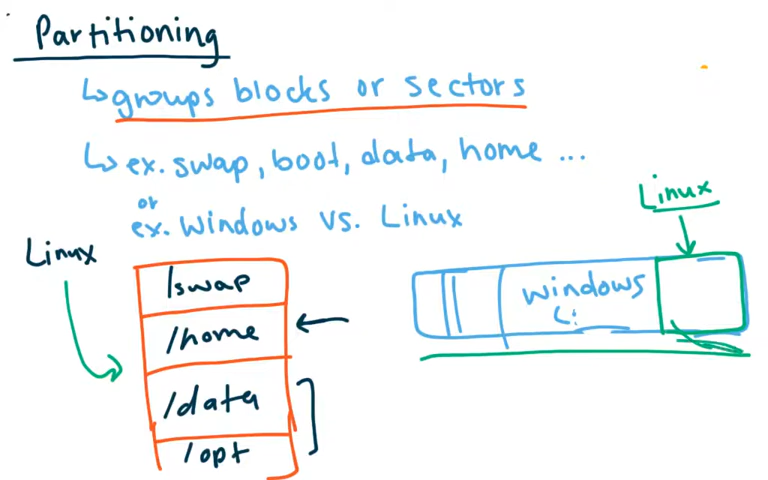 Partitioning
↳groups blocks or sectors
↳ex. swap, boot, data, home ...
or
ex. Windows vs. Linux
Linux
/swap
/home
/data
/opt
Linux
windows
C: